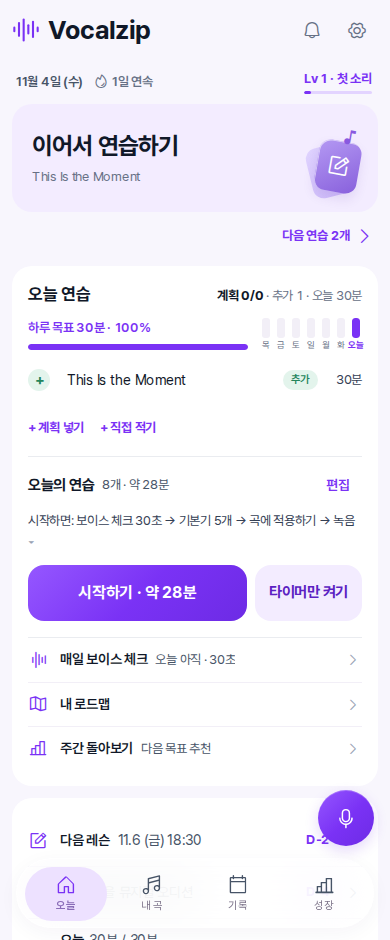 Vocalzip
11월 4일 (수) 1일 연속 Lv 1 · 첫 소리
이어서 연습하기
This Is the Moment
다음 연습 2개
오늘 연습 계획 0/0 · 추가 1 · 오늘 30분
하루 목표 30분 · 100%
목 금 토 일 월 화 오늘
+ This Is the Moment 추가 30분
+ 계획 넣기 + 직접 적기
오늘의 연습 8개 · 약 28분 편집
시작하면: 보이스 체크 30초 → 기본기 5개 → 곡에 적용하기 → 녹음
시작하기 · 약 28분 타이머만 켜기
매일 보이스 체크 오늘 아직 · 30초
내 로드맵
주간 돌아보기 다음 목표 추천
다음 레슨 11.6 (금) 18:30 D-2
오늘 내 곡 기록 성장
오늘 30분 / 30분